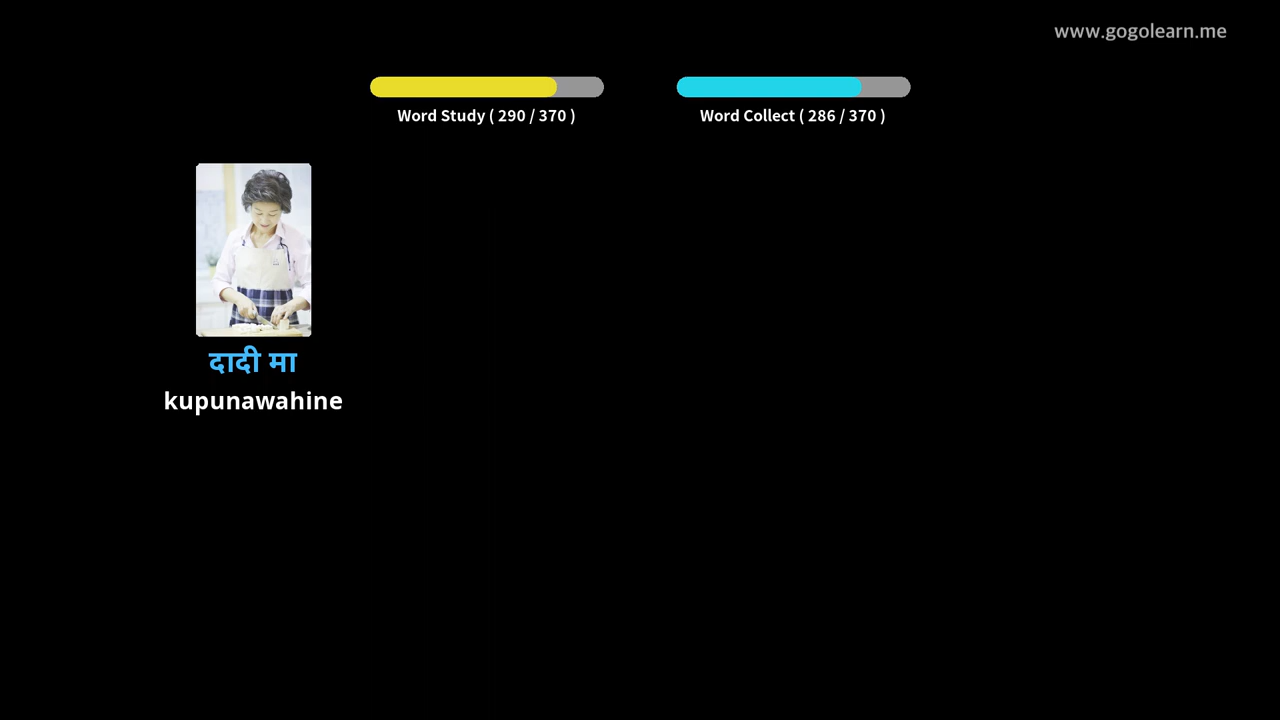 www.gogolearn.me
Word Study ( 290 / 370 )
Word Collect ( 286 / 370 )
दादी मा
kupunawahine